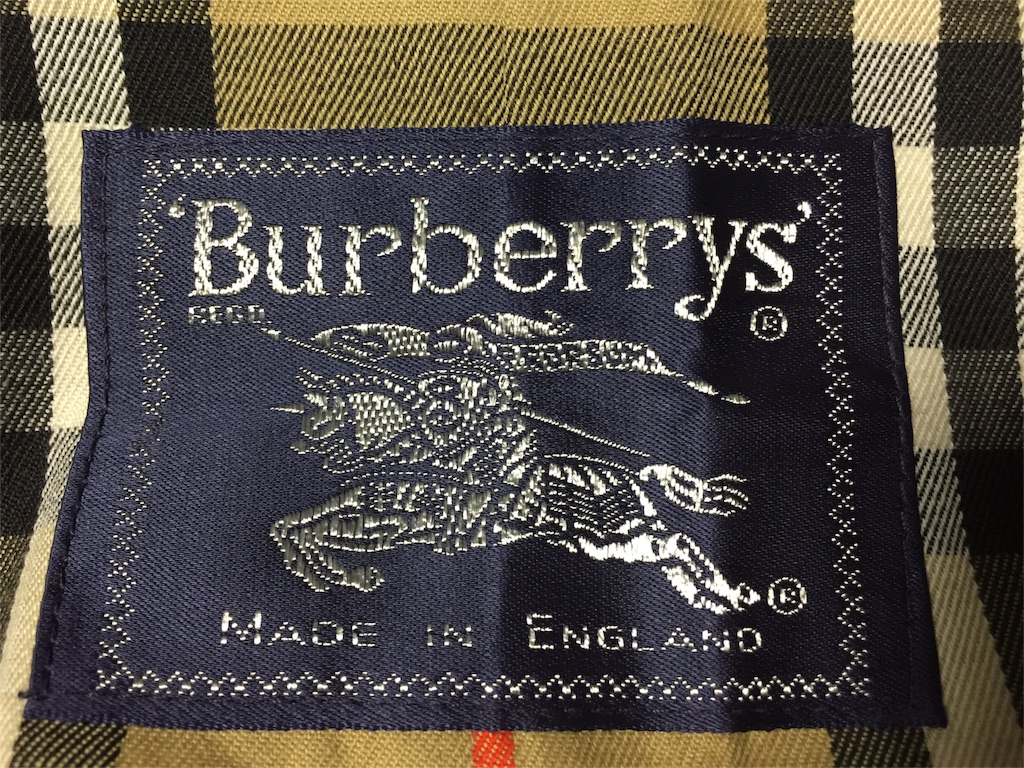 'Burberrys'
REGD. ®
®
MADE IN ENGLAND